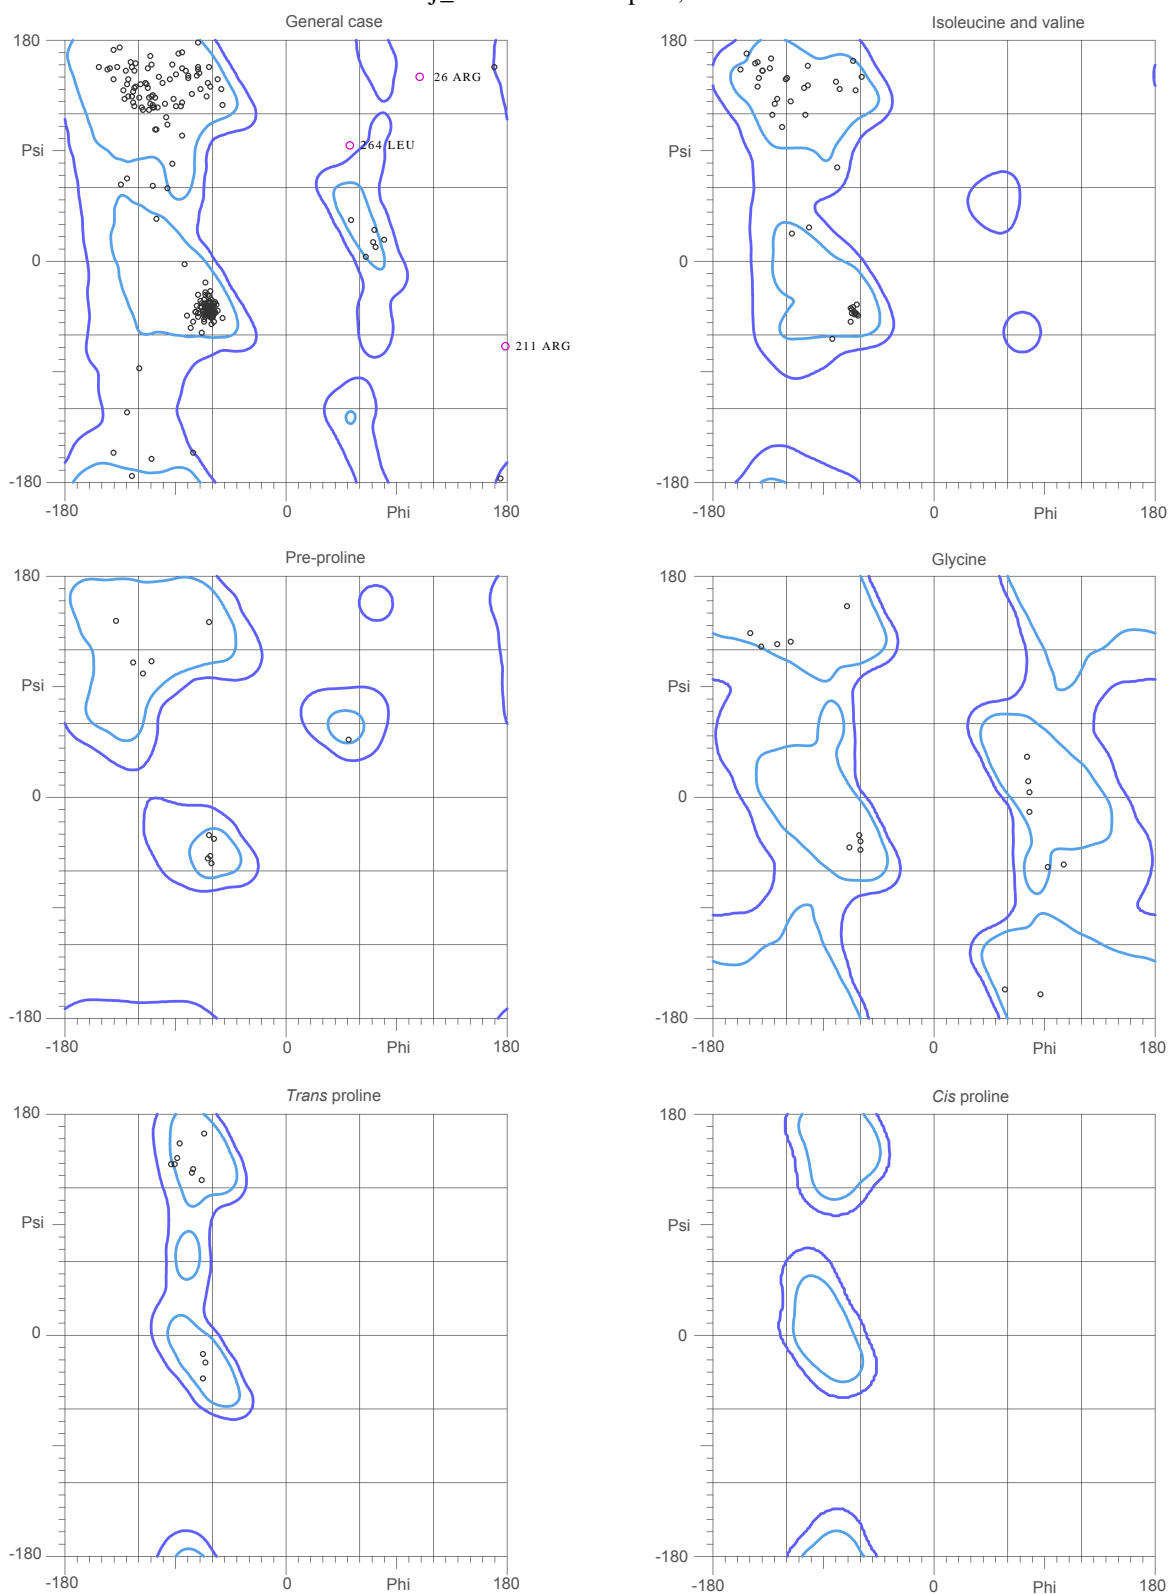 General case
Isoleucine and valine
180
180
26 ARG
264 LEU
Psi
Psi
0
0
211 ARG
-180
-180
-180
0
Phi
180
-180
0
Phi
180
Pre-proline
Glycine
180
180
Psi
Psi
0
0
-180
-180
-180
0
Phi
180
-180
0
Phi
180
Trans proline
Cis proline
180
180
Psi
Psi
0
0
-180
-180
-180
0
Phi
180
-180
0
Phi
180